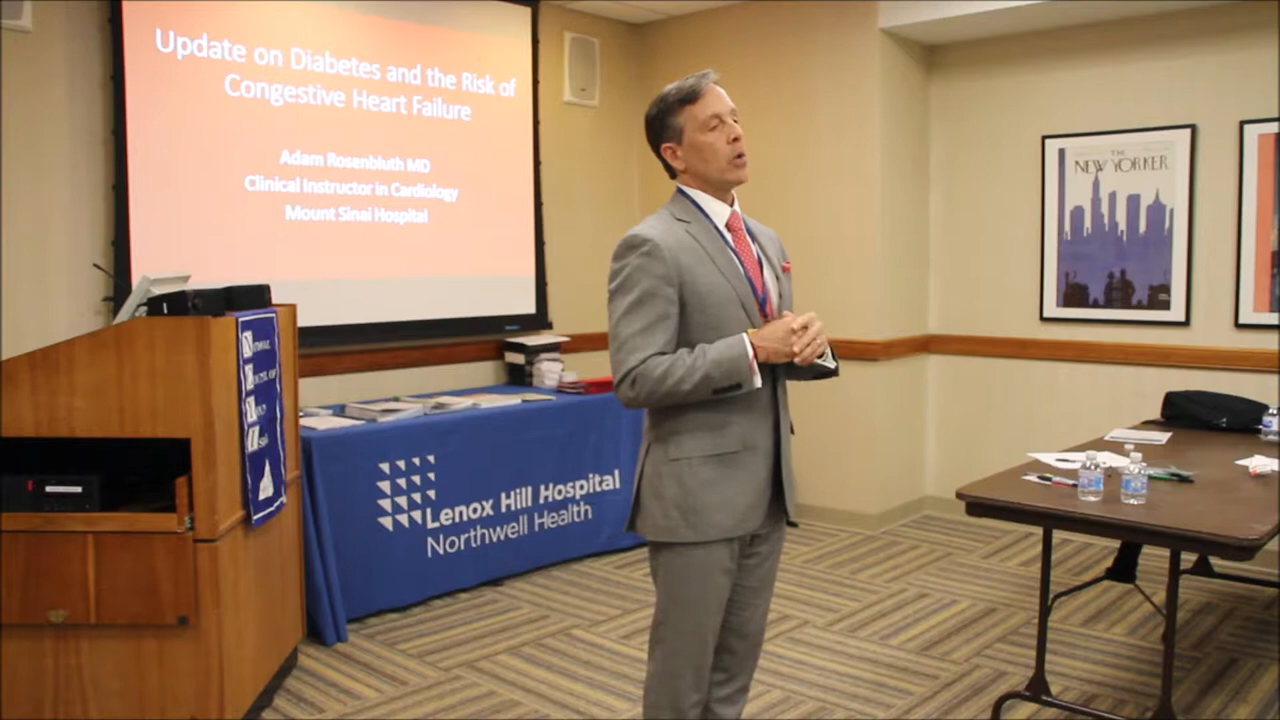 Update on Diabetes and the Risk of
Congestive Heart Failure
Adam Rosenbluth MD
Clinical Instructor in Cardiology
Mount Sinai Hospital
THE
NEW YORKER
Lenox Hill Hospital
Northwell Health